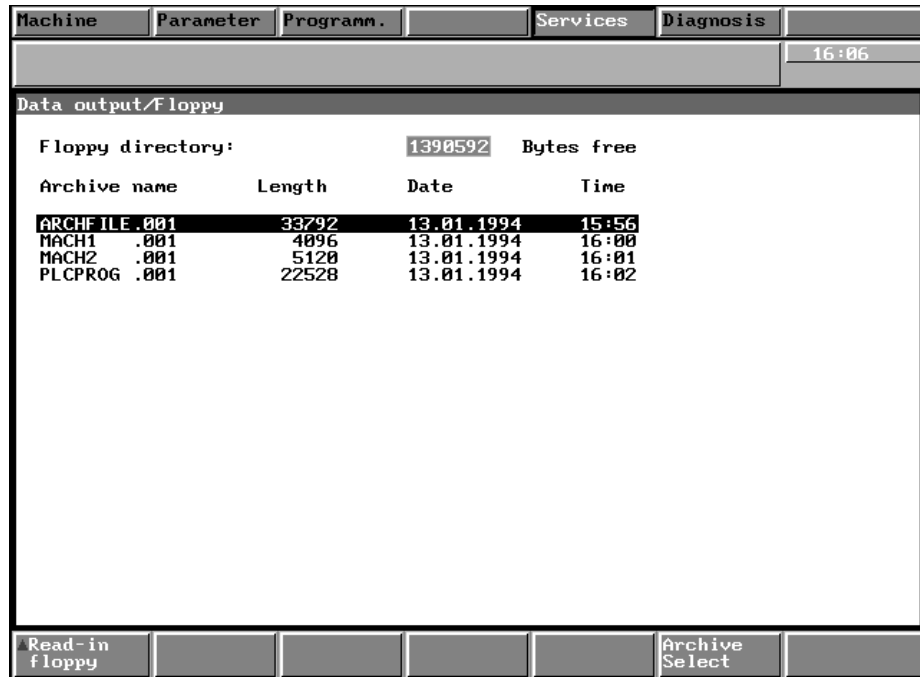 Machine Parameter Programm. Services Diagnosis
16:06
Data output/Floppy
Floppy directory: 1390592 Bytes free
Archive name Length Date Time
ARCHFILE.001 33792 13.01.1994 15:56
MACH1 .001 4096 13.01.1994 16:00
MACH2 .001 5120 13.01.1994 16:01
PLCPROG .001 22528 13.01.1994 16:02
Read-in floppy Archive Select